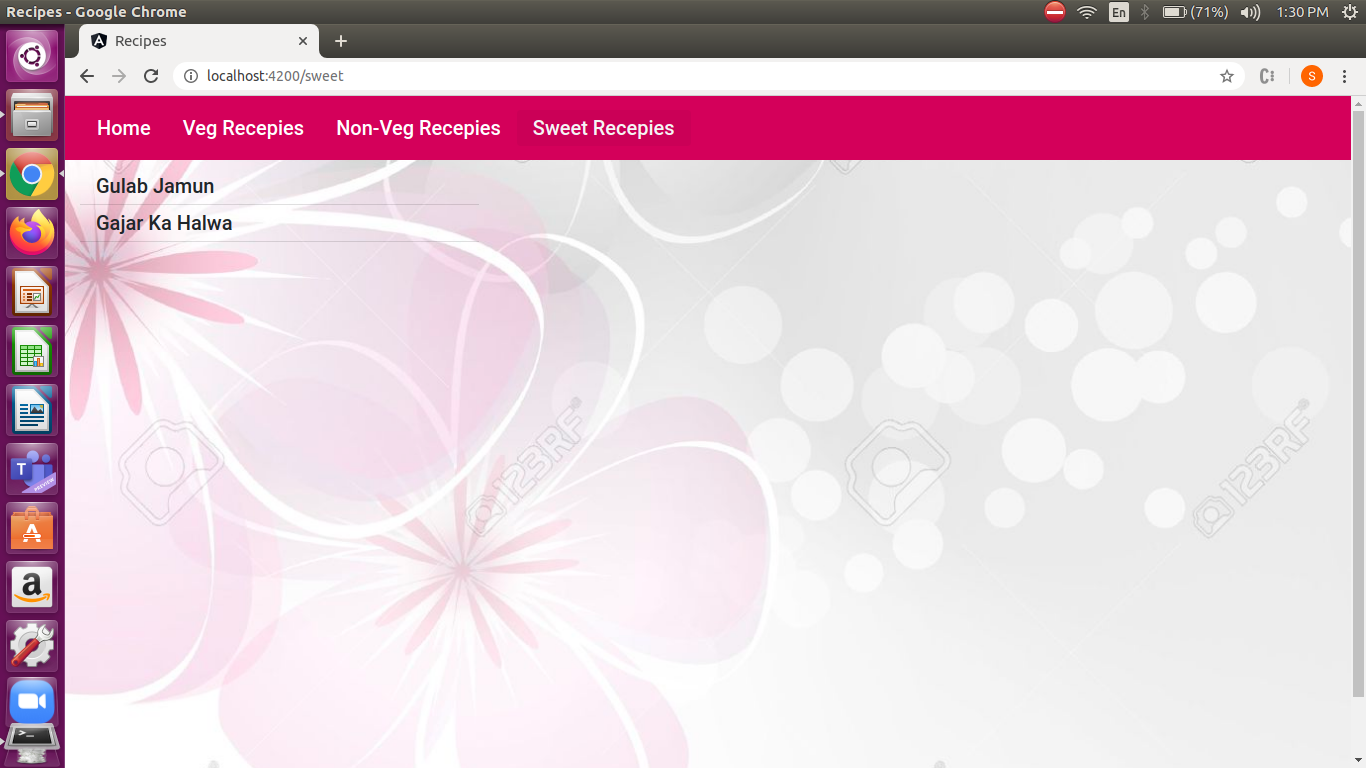 Recipes - Google Chrome
En
(71%)
1:30 PM
Recipes
localhost:4200/sweet
S
Home
Veg Recepies
Non-Veg Recepies
Sweet Recepies
Gulab Jamun
Gajar Ka Halwa
123RF
123RF
T
PREVIEW
A
a
>_